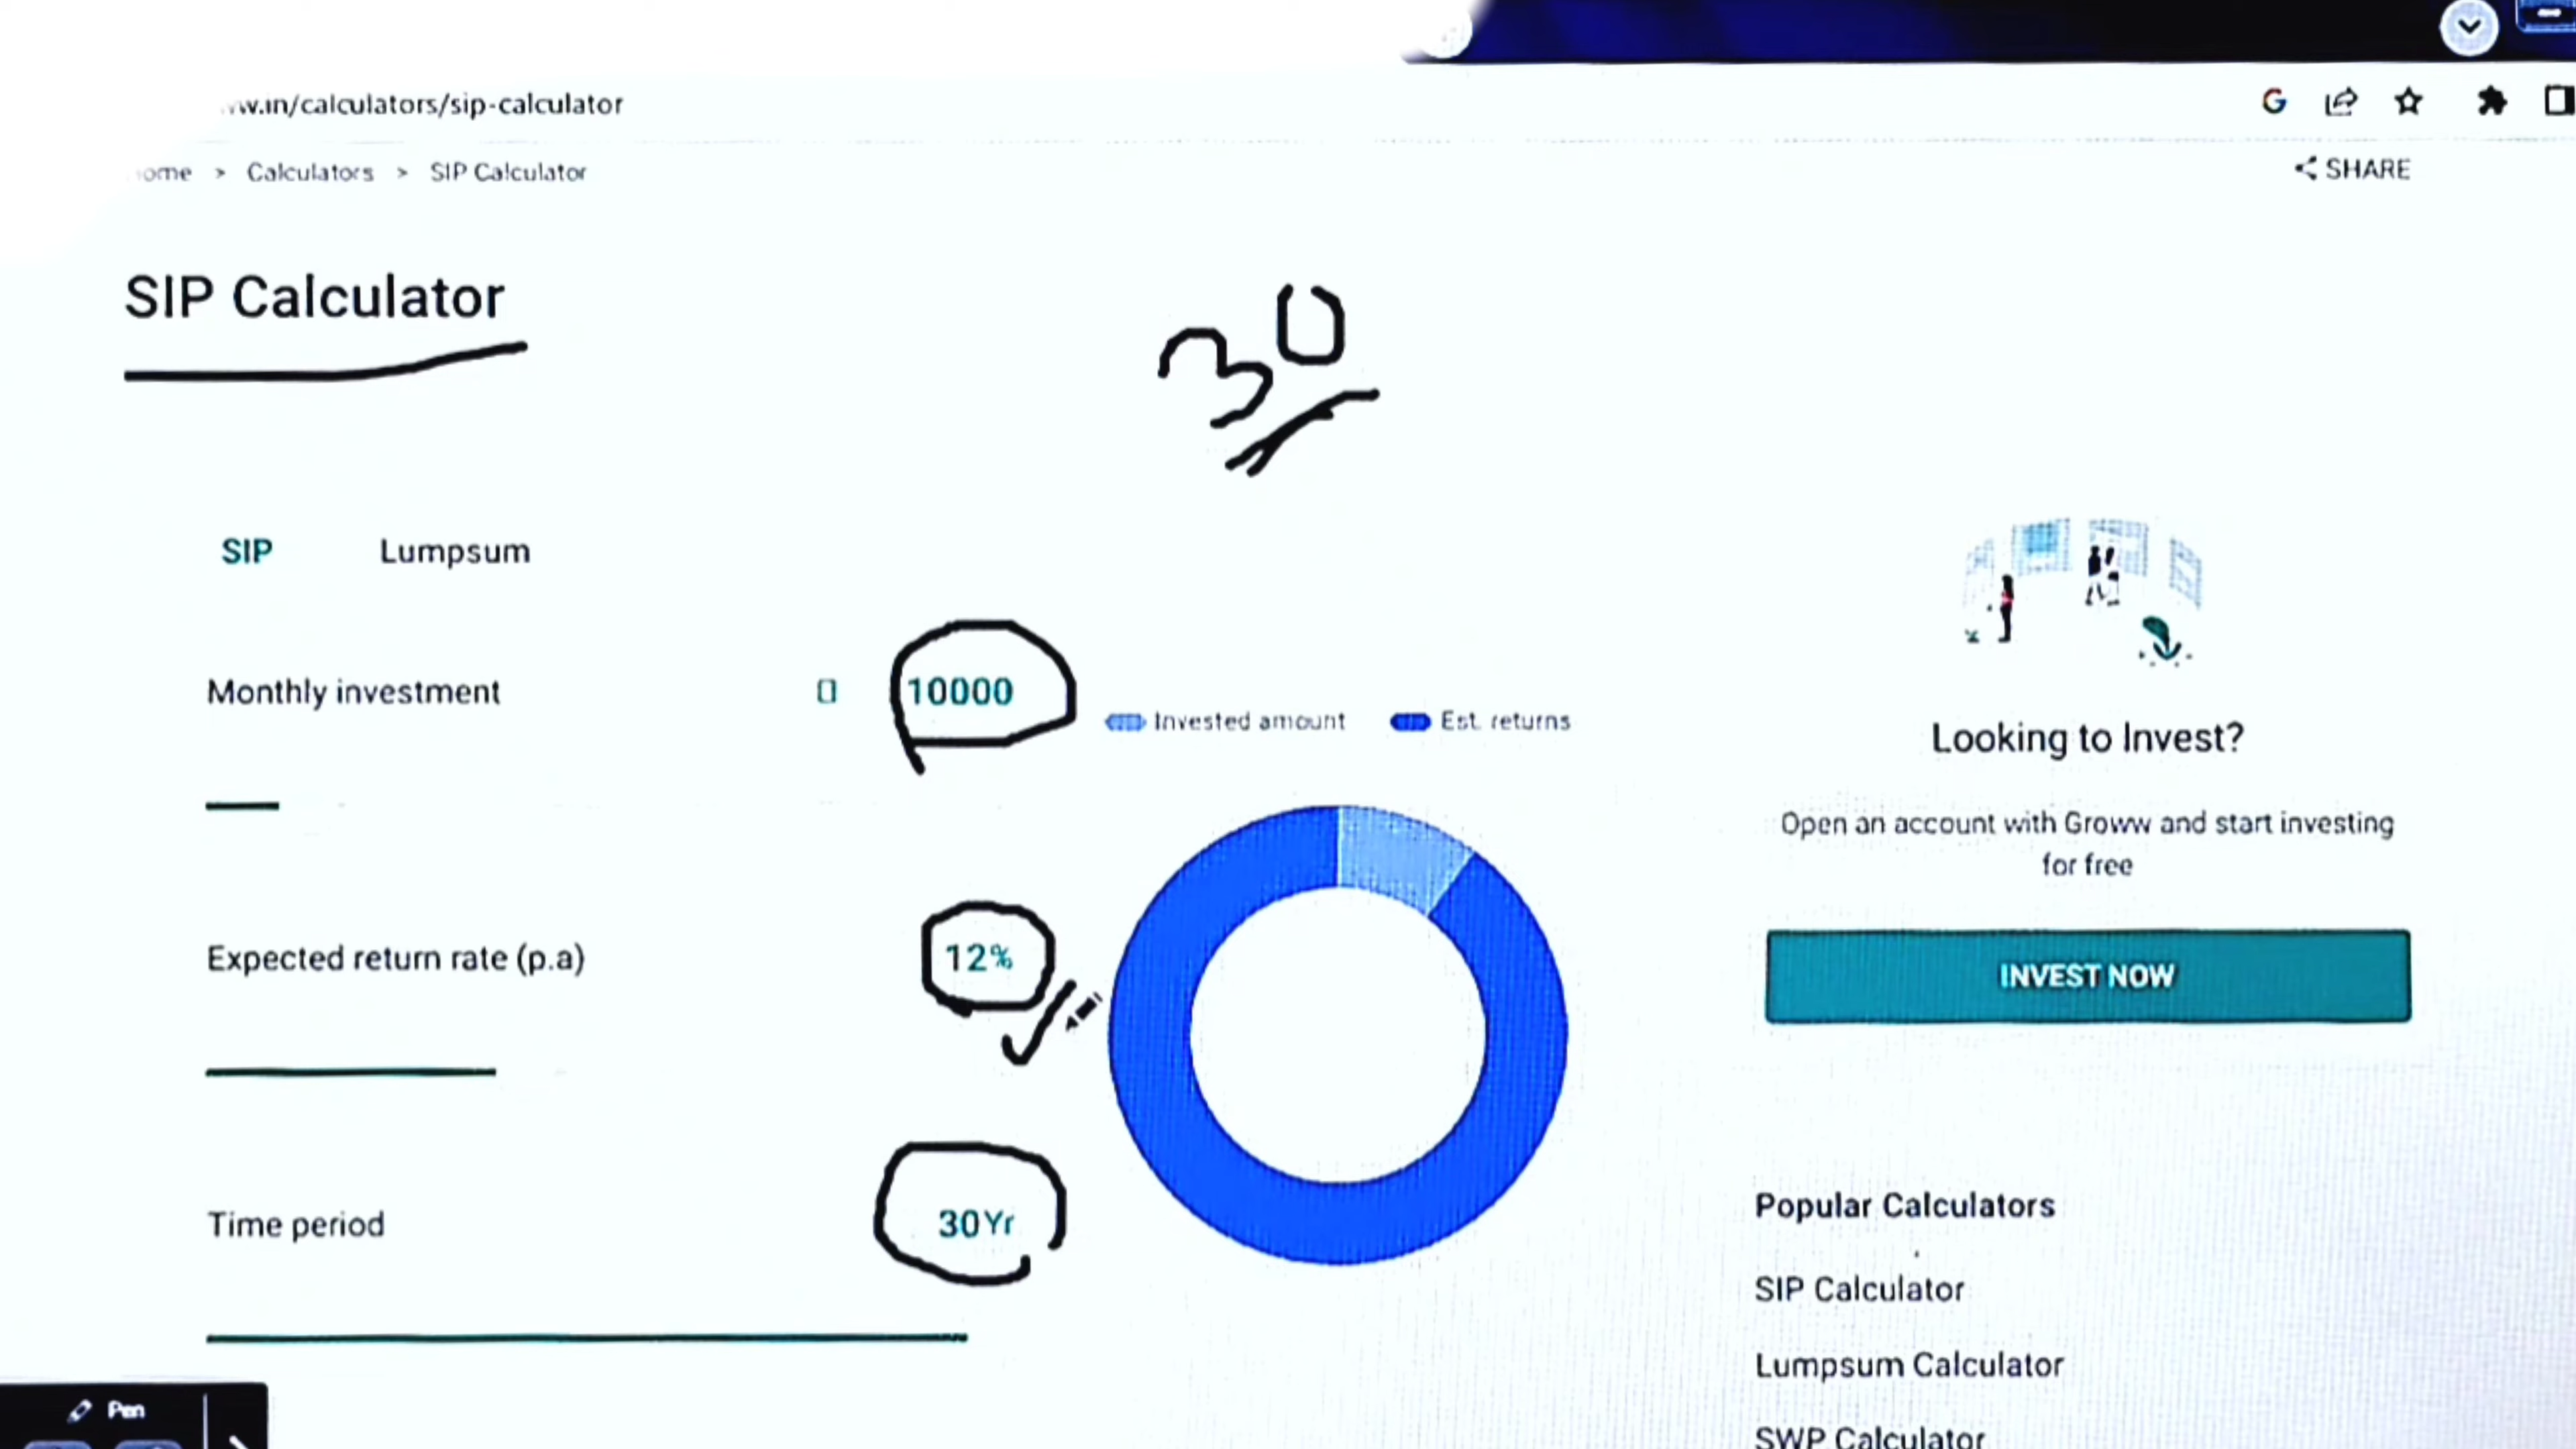 w.in/calculators/sip-calculator
ome > Calculators > SIP Calculator
SHARE
SIP Calculator
30
SIP Lumpsum
Monthly investment 10000
Invested amount Est. returns
Expected return rate (p.a) 12%
Time period 30Yr
Looking to Invest?
Open an account with Groww and start investing
for free
INVEST NOW
Popular Calculators
SIP Calculator
Lumpsum Calculator
SWP Calculator
Pen